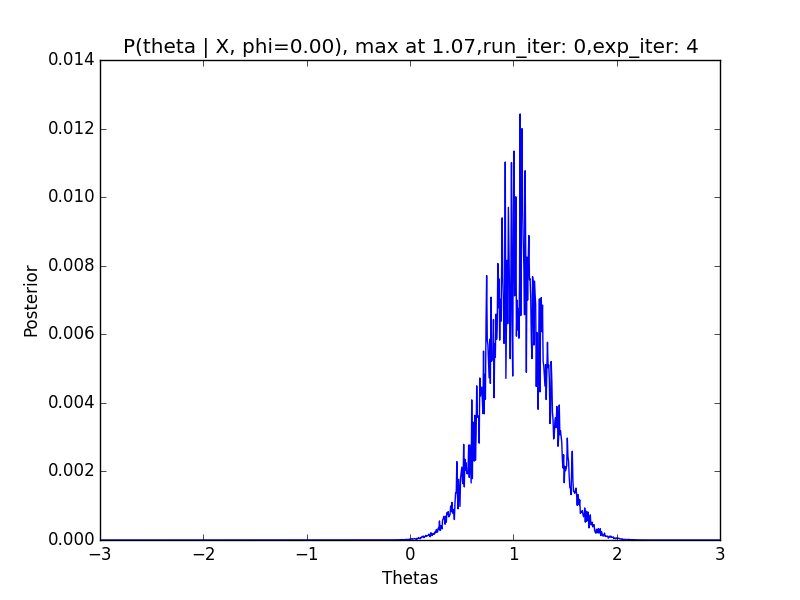 P(theta | X, phi=0.00), max at 1.07,run_iter: 0,exp_iter: 4
0.014
0.012
0.010
0.008
0.006
0.004
0.002
0.000
Posterior
−3 −2 −1 0 1 2 3
Thetas